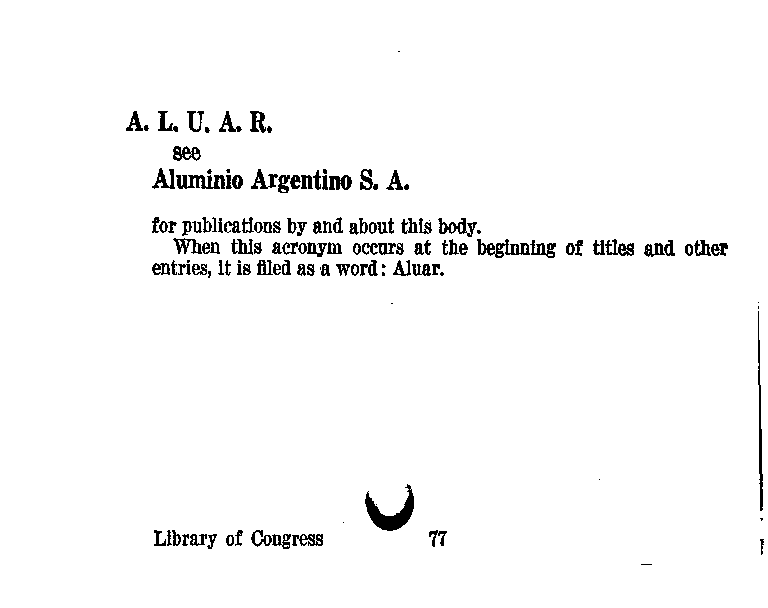 A. L. U. A. R.
see
Aluminio Argentino S. A.
for publications by and about this body.
When this acronym occurs at the beginning of titles and other
entries, it is filed as a word: Aluar.
Library of Congress 77